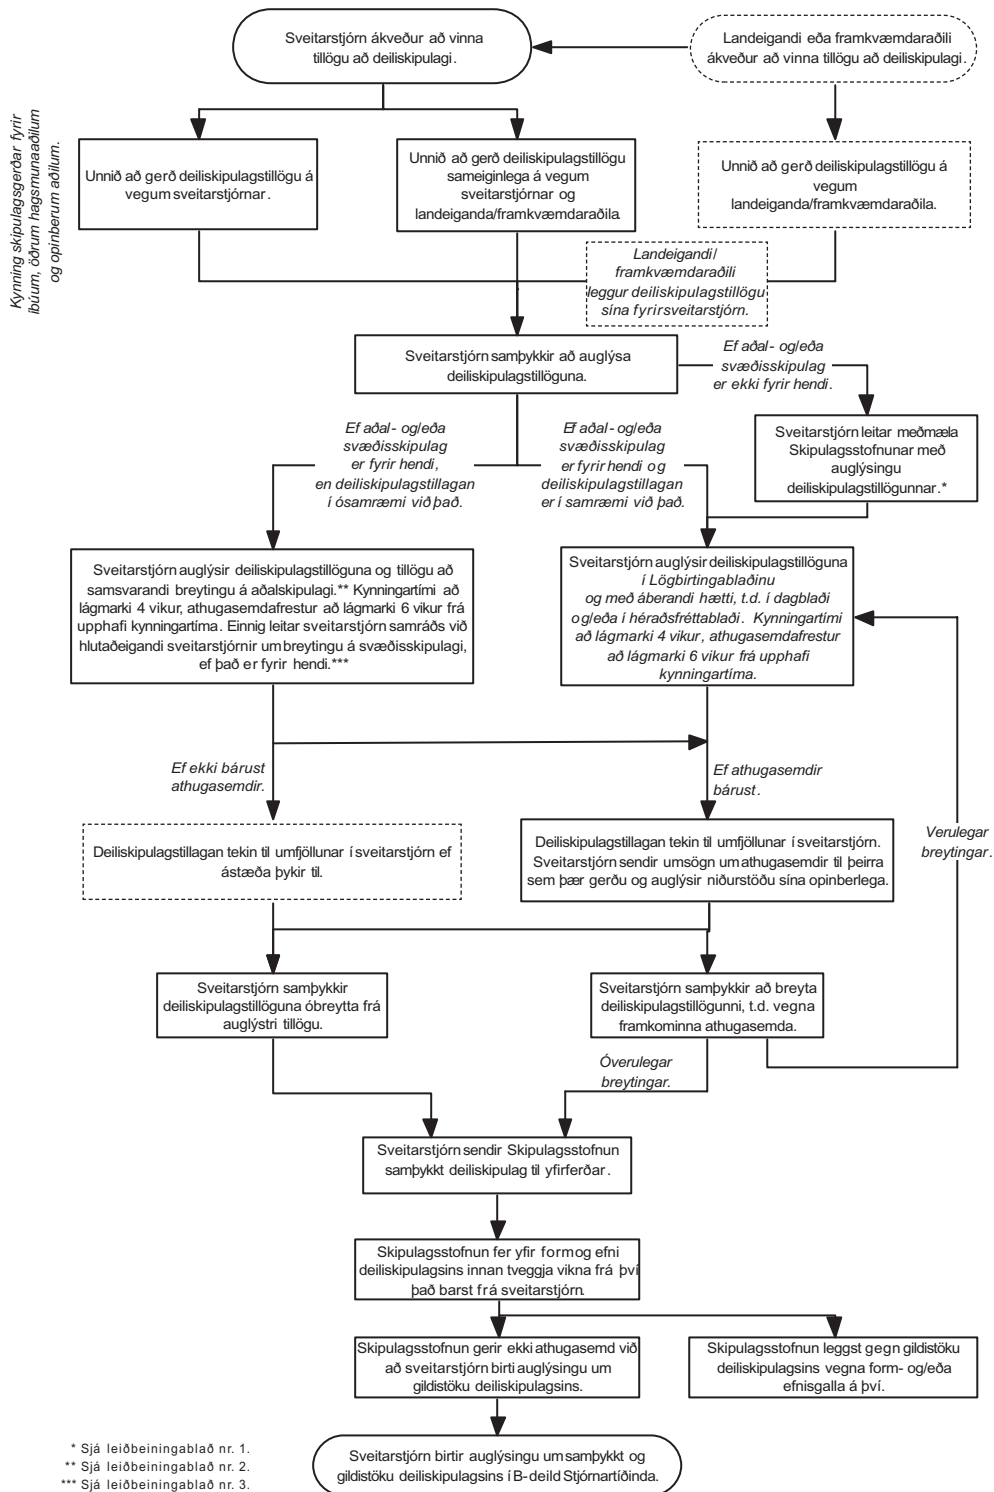 Sveitarstjórn ákveður að vinna
tillögu að deiliskipulagi.
Landeigandi eða framkvæmdaraðili
ákveður að vinna tillögu að deiliskipulagi.
Kynning skipulagsgerðar fyrir
íbúum, öðrum hagsmunaaðilum
og opinberum aðilum.
Unnið að gerð deiliskipulagstillögu á
vegum sveitarstjórnar.
Unnið að gerð deiliskipulagstillögu
sameiginlega á vegum
sveitarstjórnar og
landeiganda/framkvæmdaraðila.
Unnið að gerð deiliskipulagstillögu á
vegum
landeiganda/framkvæmdaraðila.
Landeigandi/
framkvæmdaraðili
leggur deiliskipulagstillögu
sína fyrir sveitarstjórn.
Sveitarstjórn samþykkir að auglýsa
deiliskipulagstillöguna.
Ef aðal- og/eða
svæðisskipulag
er ekki fyrir hendi.
Sveitarstjórn leitar meðmæla
Skipulagsstofnunar með
auglýsingu
deiliskipulagstillögunnar.*
Ef aðal- og/eða
svæðisskipulag
er fyrir hendi,
en deiliskipulagstillagan
í ósamræmi við það.
Ef aðal- og/eða
svæðisskipulag
er fyrir hendi og
deiliskipulagstillagan
er í samræmi við það.
Sveitarstjórn auglýsir deiliskipulagstillöguna og tillögu að
samsvarandi breytingu á aðalskipulagi.** Kynningartími að
lágmarki 4 vikur, athugasemdafrestur að lágmarki 6 vikur frá
upphafi kynningartíma. Einnig leitar sveitarstjórn samráðs við
hlutaðeigandi sveitarstjórnir um breytingu á svæðisskipulagi,
ef það er fyrir hendi.***
Sveitarstjórn auglýsir deiliskipulagstillöguna
í Lögbirtingablaðinu
og með áberandi hætti, t.d. í dagblaði
og/eða í héraðsfréttablaði. Kynningartími
að lágmarki 4 vikur, athugasemdafrestur
að lágmarki 6 vikur frá upphafi
kynningartíma.
Ef ekki bárust
athugasemdir.
Ef athugasemdir
bárust.
Verulegar
breytingar.
Deiliskipulagstillagan tekin til umfjöllunar í sveitarstjórn ef
ástæða þykir til.
Deiliskipulagstillagan tekin til umfjöllunar í sveitarstjórn.
Sveitarstjórn sendir umsögn um athugasemdir til þeirra
sem þær gerðu og auglýsir niðurstöðu sína opinberlega.
Sveitarstjórn samþykkir
deiliskipulagstillöguna óbreytta frá
auglýstri tillögu.
Sveitarstjórn samþykkir að breyta
deiliskipulagstillögunni, t.d. vegna
framkominna athugasemda.
Óverulegar
breytingar.
Sveitarstjórn sendir Skipulagsstofnun
samþykkt deiliskipulag til yfirferðar.
Skipulagsstofnun fer yfir form og efni
deiliskipulagsins innan tveggja vikna frá því
það barst frá sveitarstjórn.
Skipulagsstofnun gerir ekki athugasemd við
að sveitarstjórn birti auglýsingu um
gildistöku deiliskipulagsins.
Skipulagsstofnun leggst gegn gildistöku
deiliskipulagsins vegna form- og/eða
efnisgalla á því.
Sveitarstjórn birtir auglýsingu um samþykkt og
gildistöku deiliskipulagsins í B-deild Stjórnartíðinda.
* Sjá leiðbeiningablað nr. 1.
** Sjá leiðbeiningablað nr. 2.
*** Sjá leiðbeiningablað nr. 3.